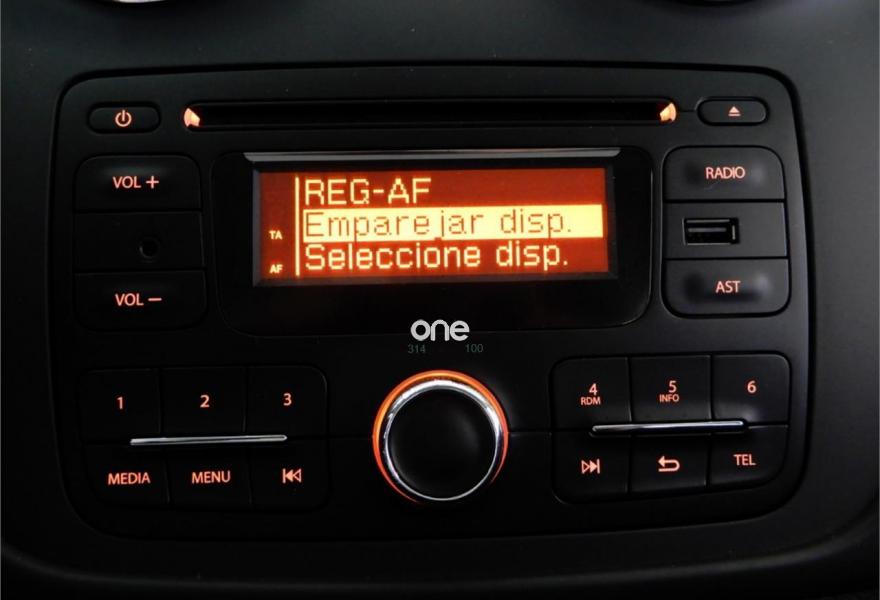 VOL +
VOL −
REG-AF
Emparejar disp.
Seleccione disp.
TA
AF
RADIO
AST
one
314 100
1 2 3
MEDIA MENU
4 RDM
5 INFO
6
TEL